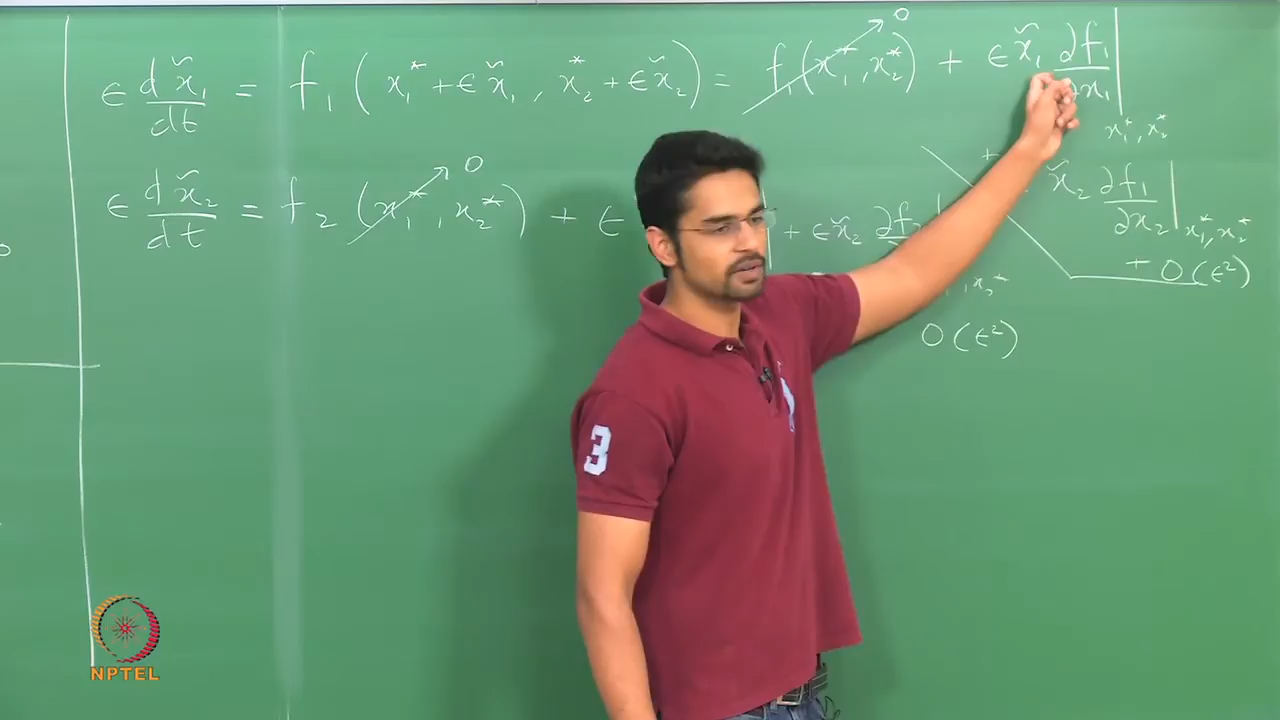 ϵ dx̃₁/dt = f₁(x₁* + ϵx̃₁, x₂* + ϵx̃₂) = f₁(x₁*, x₂*) → 0 + ϵx̃₁ ∂f₁/∂x₁ |x₁*, x₂*
+ x̃₂ ∂f₁/∂x₂ |x₁*, x₂*
+ O(ϵ²)
ϵ dx̃₂/dt = f₂(x₁*, x₂*) → 0 + ϵ + ϵx̃₂ ∂f
, x₂*
O(ϵ²)
3
NPTEL